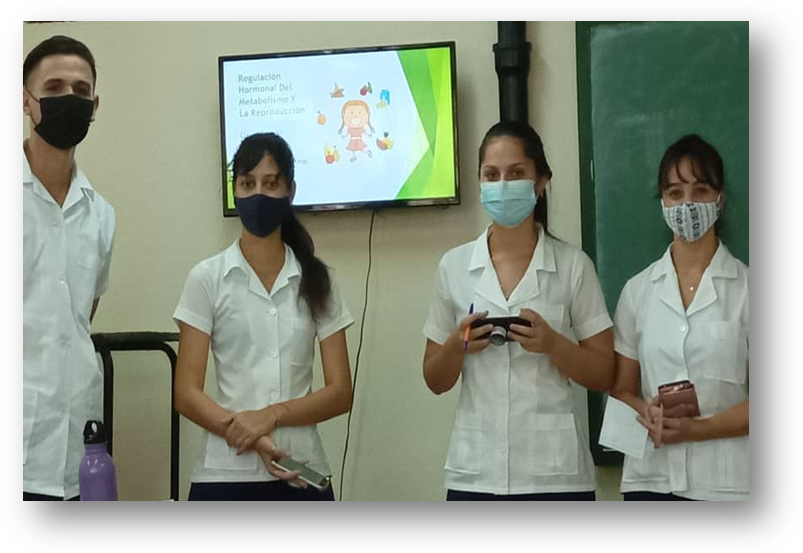 Regulación
Hormonal Del
Metabolismo Y
La Reproducción